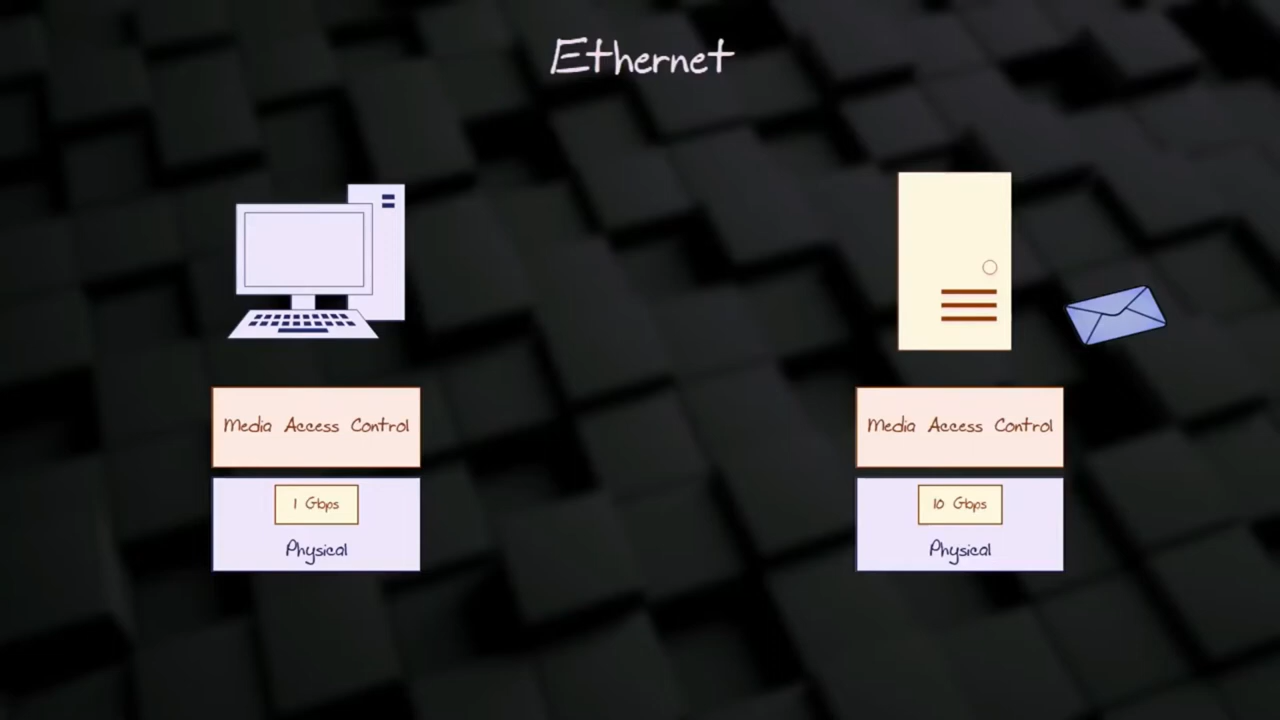 Ethernet
Media Access Control
1 Gbps
Physical
Media Access Control
10 Gbps
Physical